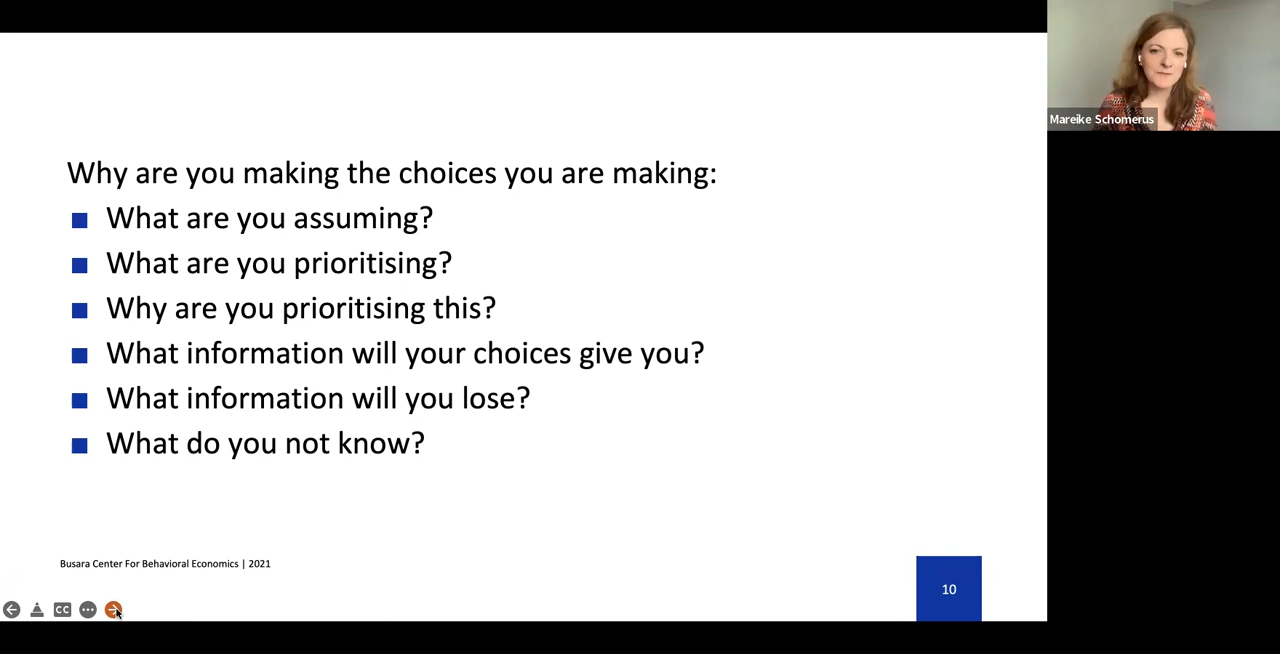 Why are you making the choices you are making:
What are you assuming?
What are you prioritising?
Why are you prioritising this?
What information will your choices give you?
What information will you lose?
What do you not know?
Busara Center For Behavioral Economics | 2021
10
CC
Mareike Schomerus